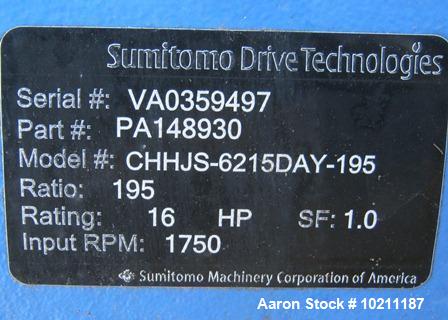 Sumitomo Drive Technologies
Serial #: VA0359497
Part #: PA148930
Model #: CHHJS-6215DAY-195
Ratio: 195
Rating: 16 HP SF: 1.0
Input RPM: 1750
Sumitomo Machinery Corporation of America
Aaron Stock # 10211187